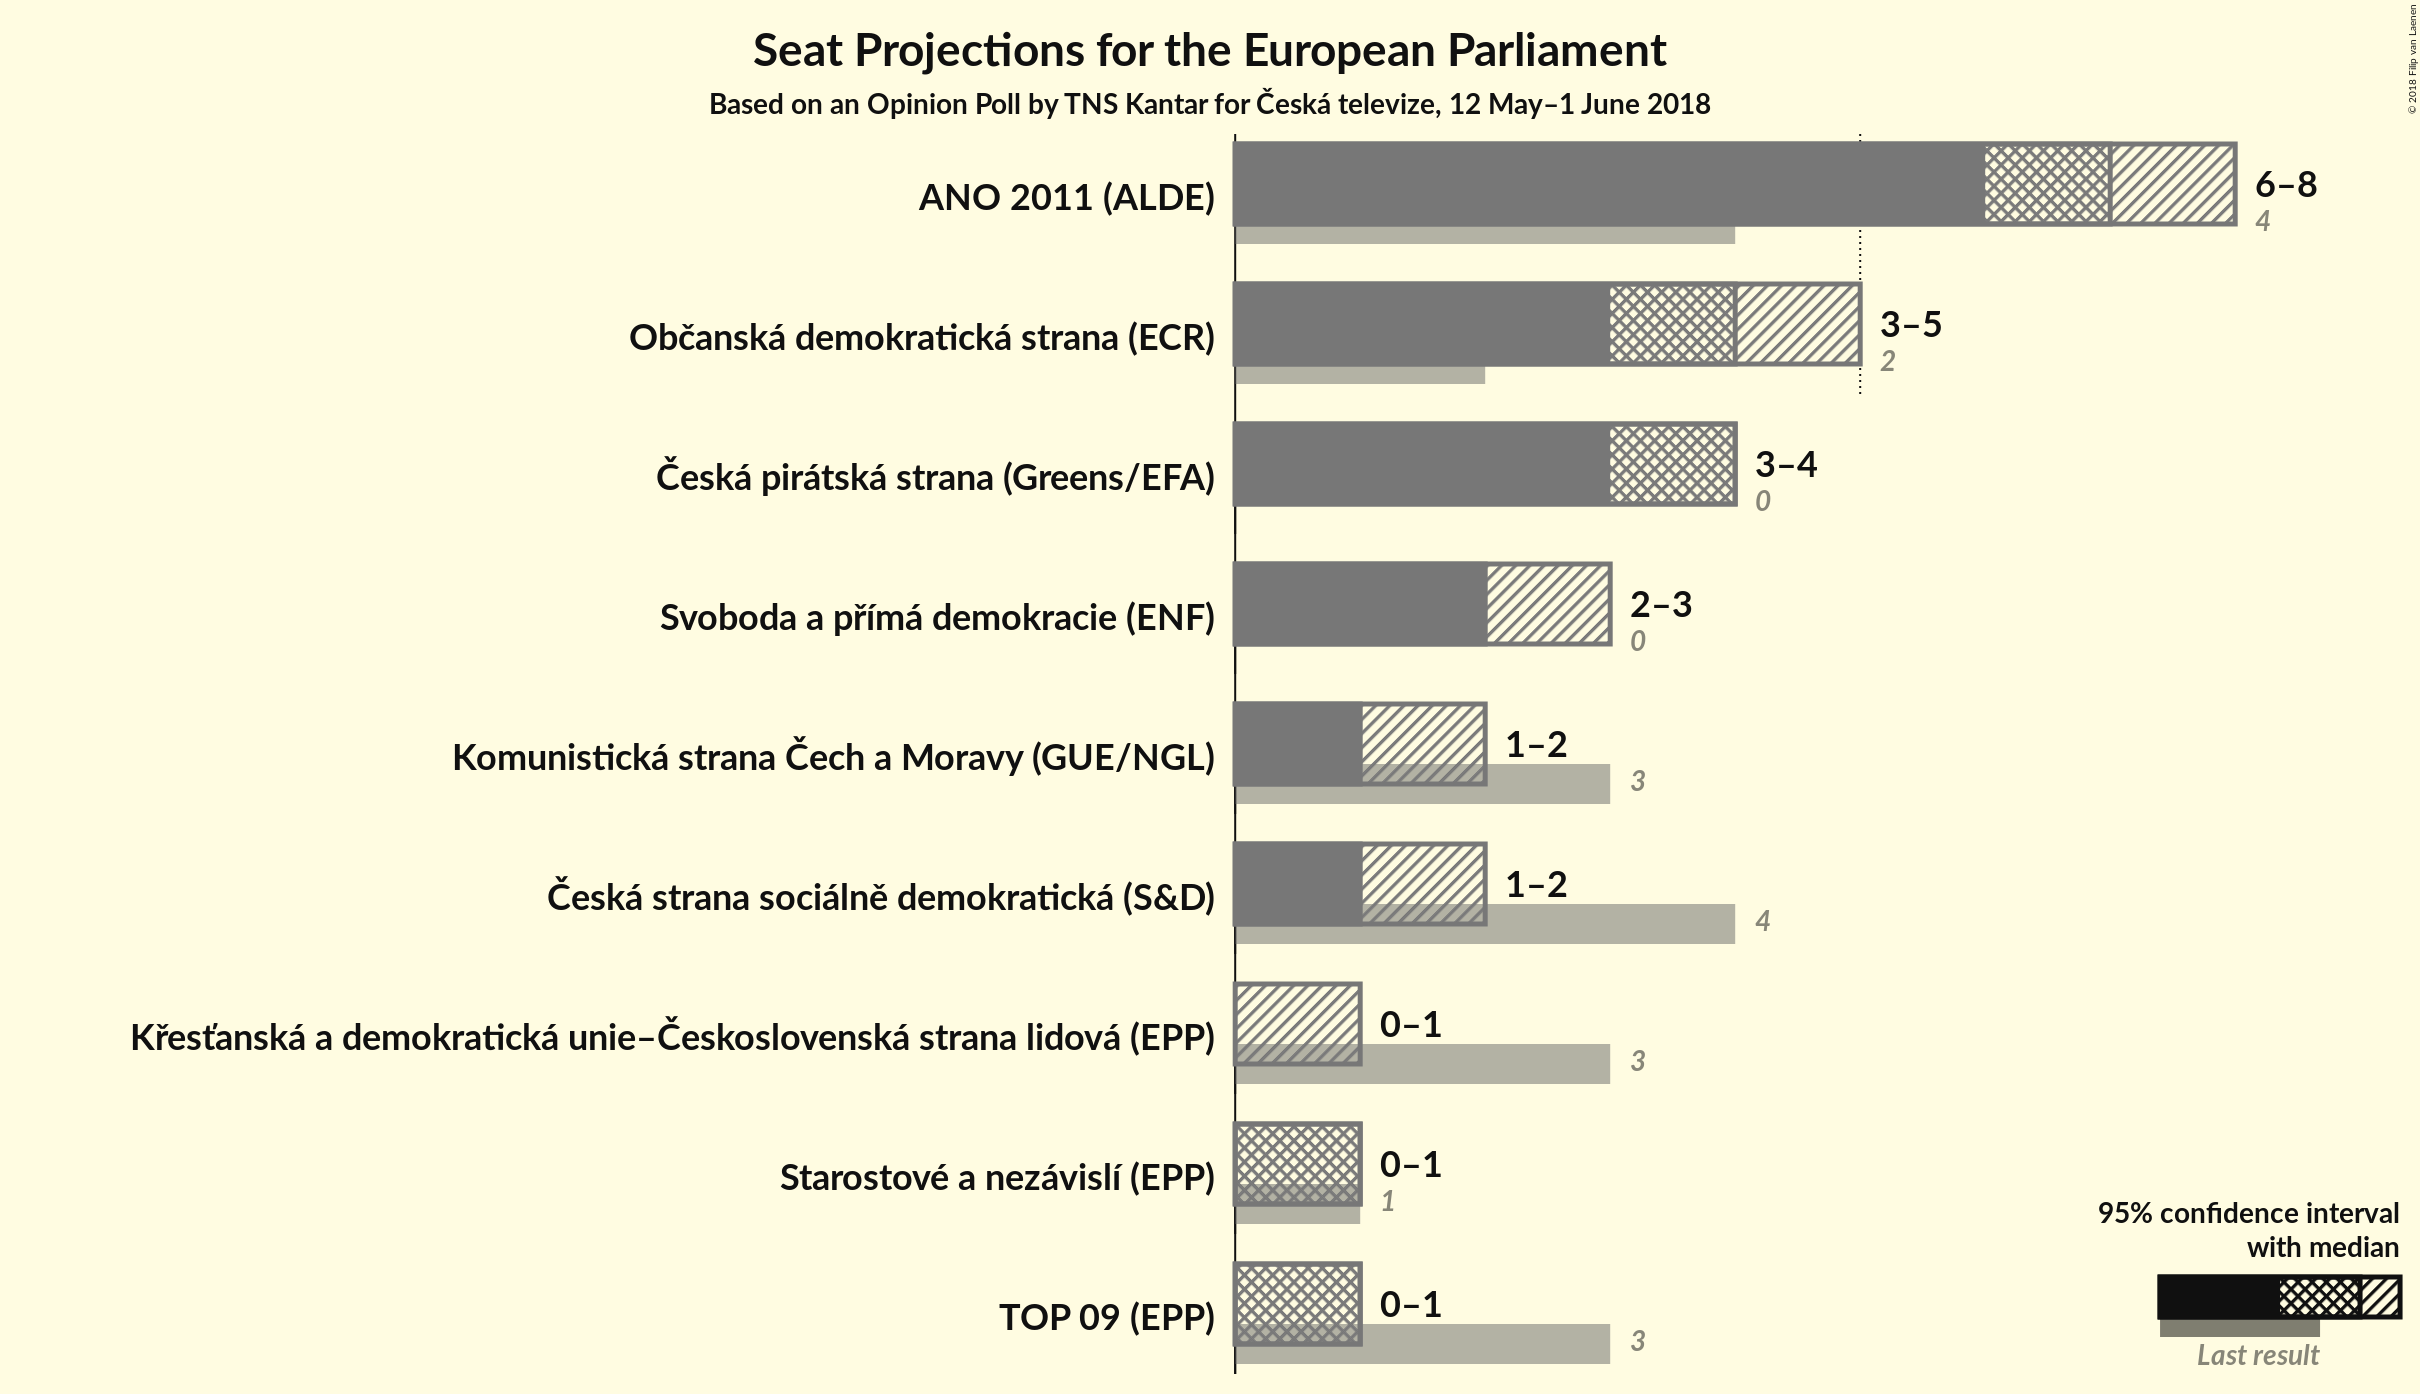 Seat Projections for the European Parliament
Based on an Opinion Poll by TNS Kantar for Česká televize, 12 May–1 June 2018
© 2018 Filip van Laenen
ANO 2011 (ALDE)
6–8
4
Občanská demokratická strana (ECR)
3–5
2
Česká pirátská strana (Greens/EFA)
3–4
0
Svoboda a přímá demokracie (ENF)
2–3
0
Komunistická strana Čech a Moravy (GUE/NGL)
1–2
3
Česká strana sociálně demokratická (S&D)
1–2
4
Křesťanská a demokratická unie–Československá strana lidová (EPP)
0–1
3
Starostové a nezávislí (EPP)
0–1
1
TOP 09 (EPP)
0–1
3
95% confidence interval
with median
Last result